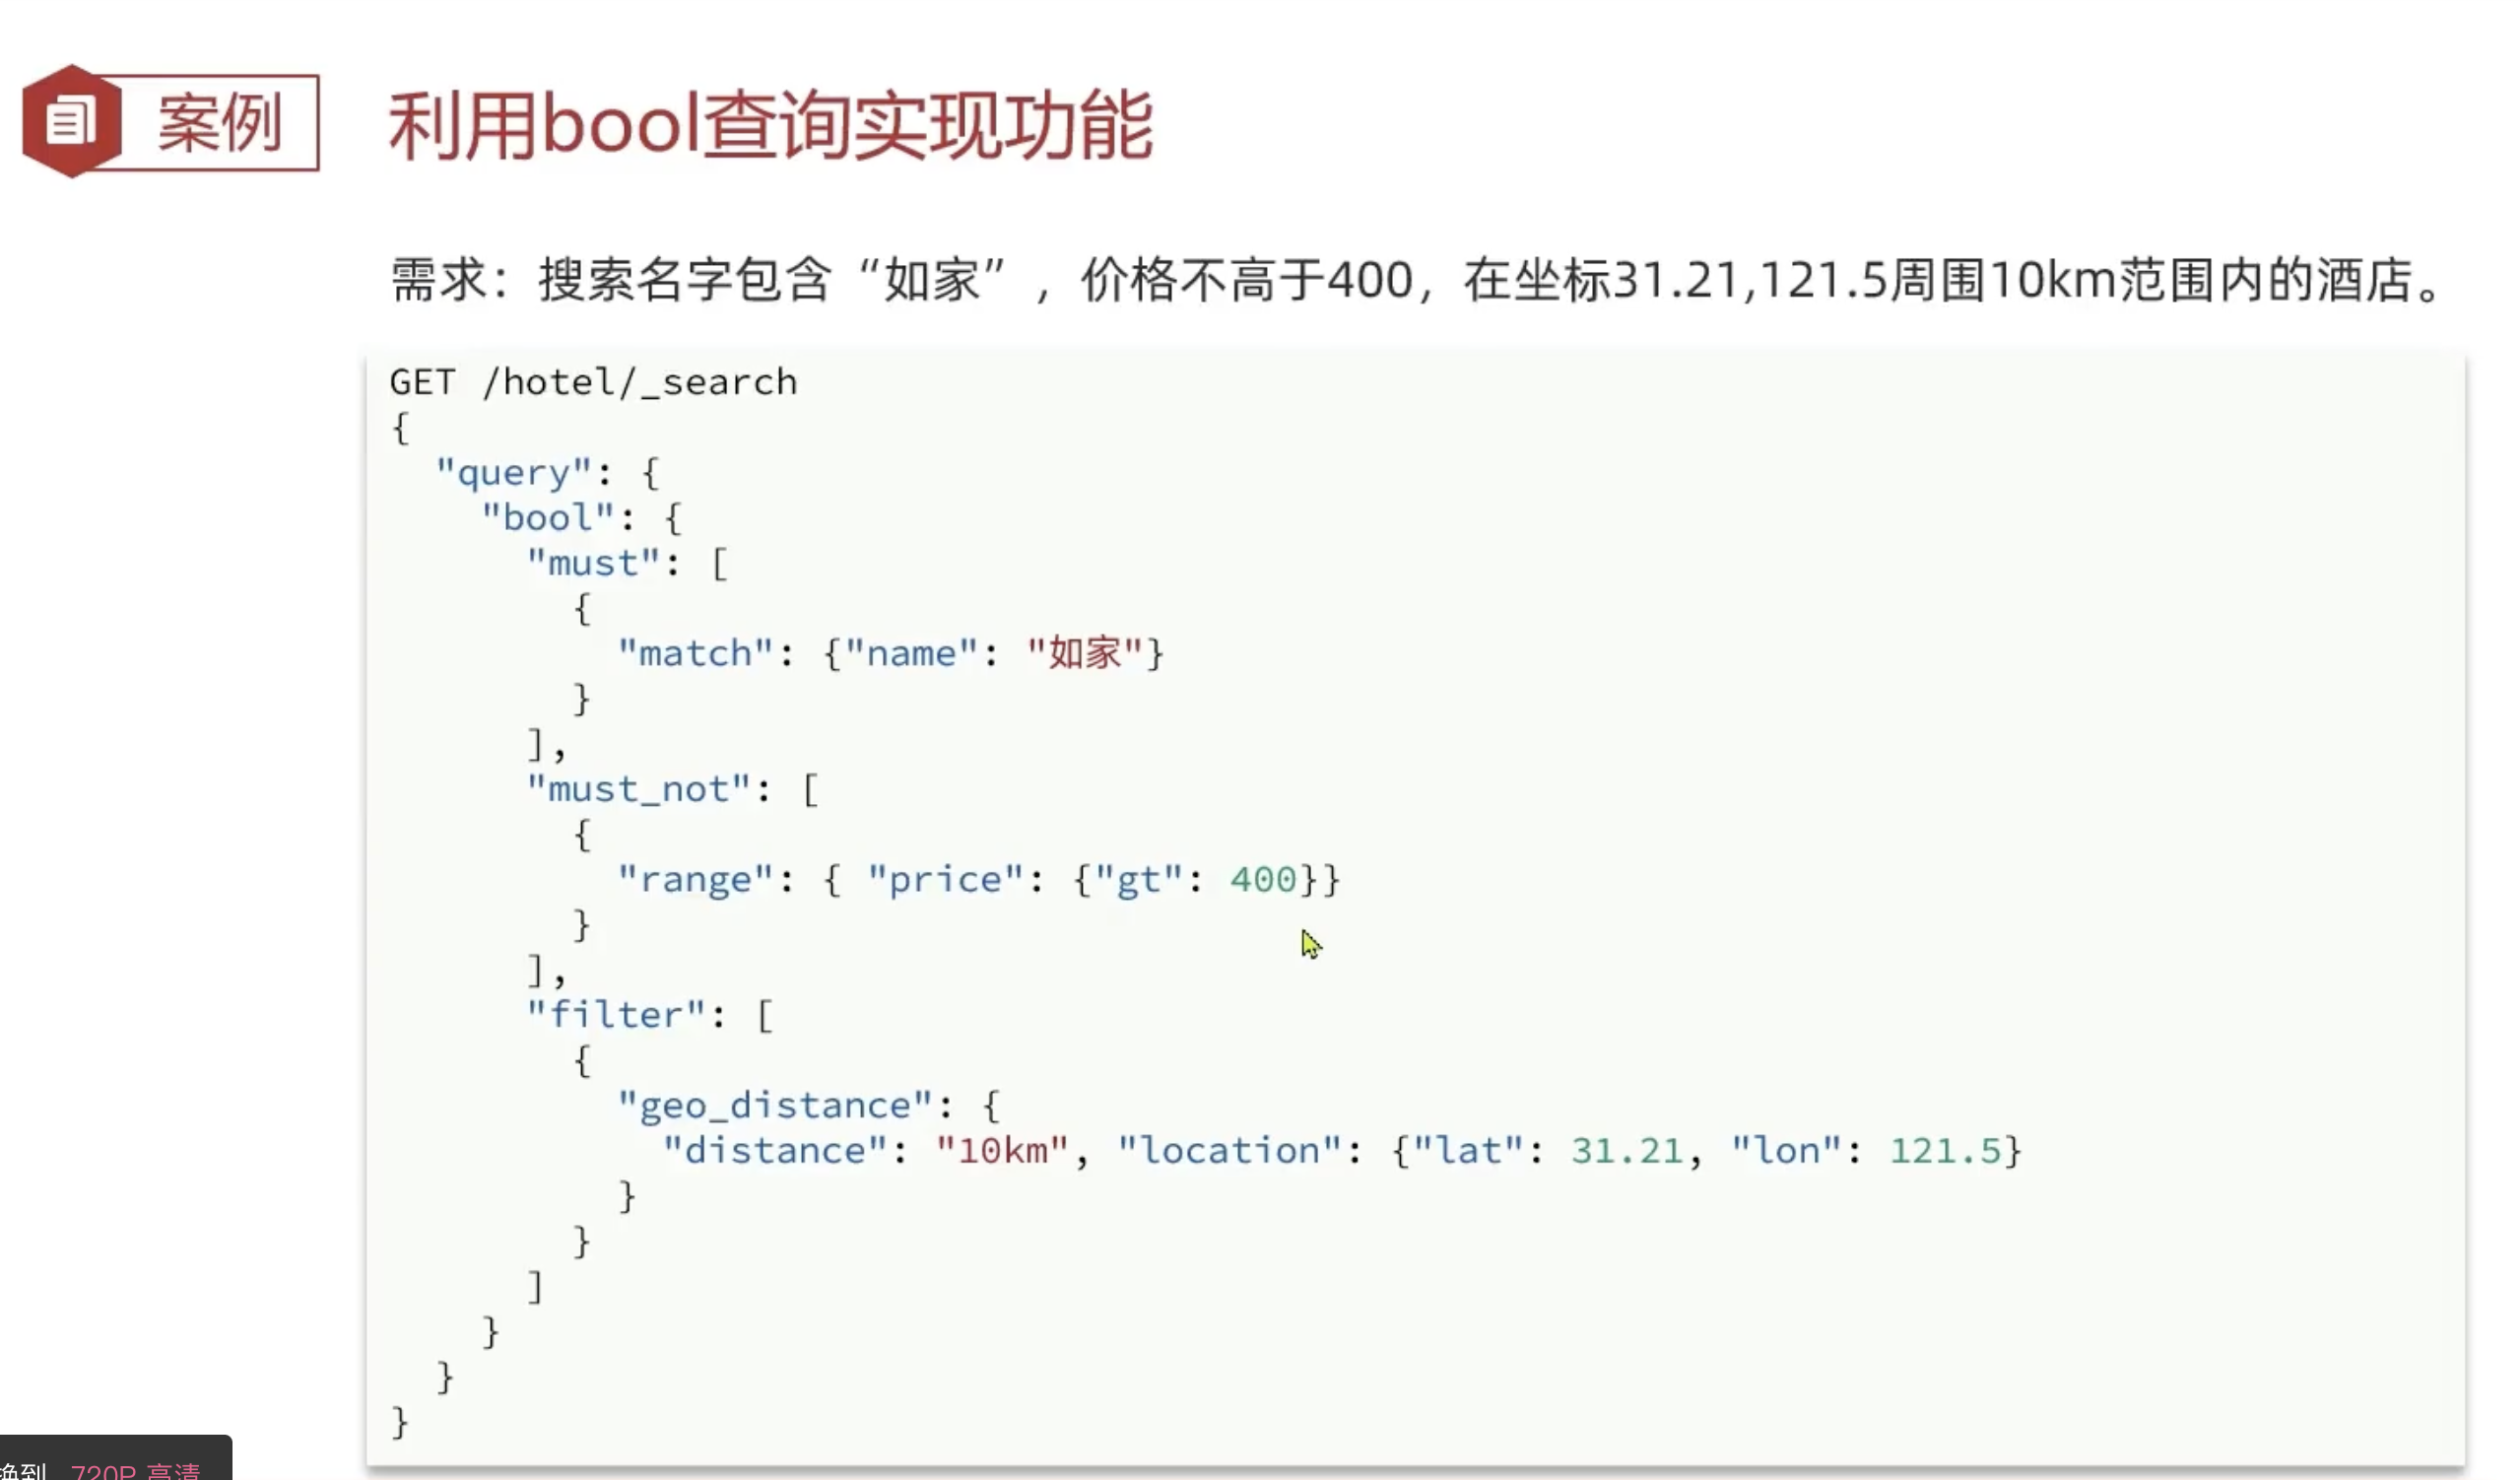 案例
利用bool查询实现功能
需求：搜索名字包含“如家”，价格不高于400，在坐标31.21,121.5周围10km范围内的酒店。
GET /hotel/_search
{
  "query": {
    "bool": {
      "must": [
        {
          "match": {"name": "如家"}
        }
      ],
      "must_not": [
        {
          "range": { "price": {"gt": 400}}
        }
      ],
      "filter": [
        {
          "geo_distance": {
            "distance": "10km", "location": {"lat": 31.21, "lon": 121.5}
          }
        }
      ]
    }
  }
}
换到 720P 高清